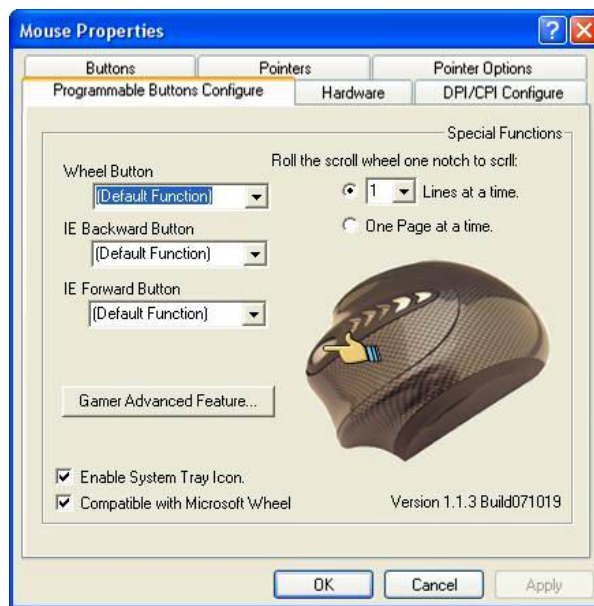 Mouse Properties
Buttons
Pointers
Pointer Options
Programmable Buttons Configure
Hardware
DPI/CPI Configure
Special Functions
Wheel Button
(Default Function)
IE Backward Button
(Default Function)
IE Forward Button
(Default Function)
Roll the scroll wheel one notch to scrll:
1 Lines at a time.
One Page at a time.
Gamer Advanced Feature...
Enable System Tray Icon.
Compatible with Microsoft Wheel
Version 1.1.3 Build071019
OK
Cancel
Apply